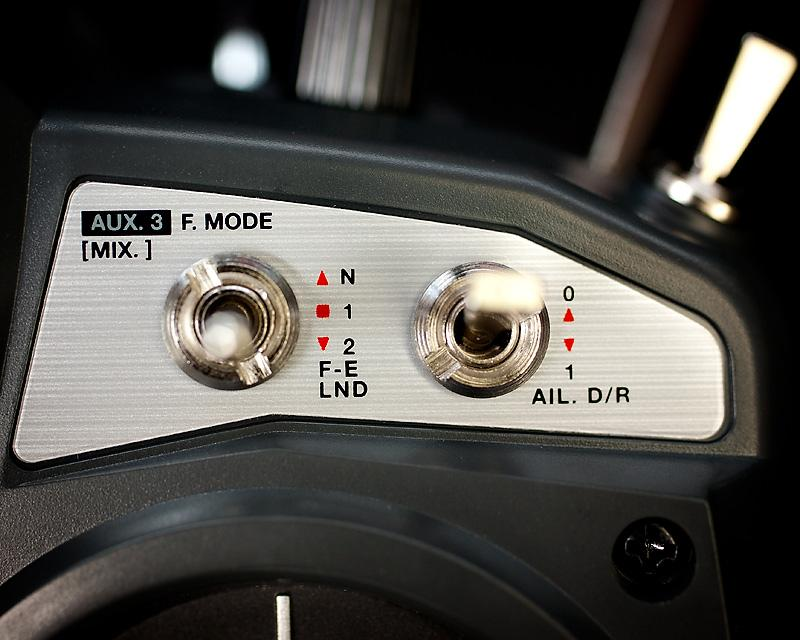 AUX. 3 F. MODE
[MIX. ]
N
1
2
F-E
LND
0
1
AIL. D/R